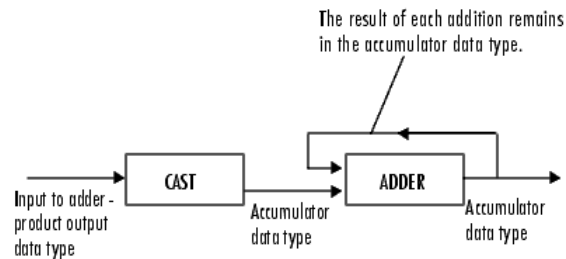 The result of each addition remains
in the accumulator data type.
CAST
ADDER
Input to adder -
product output
data type
Accumulator
data type
Accumulator
data type